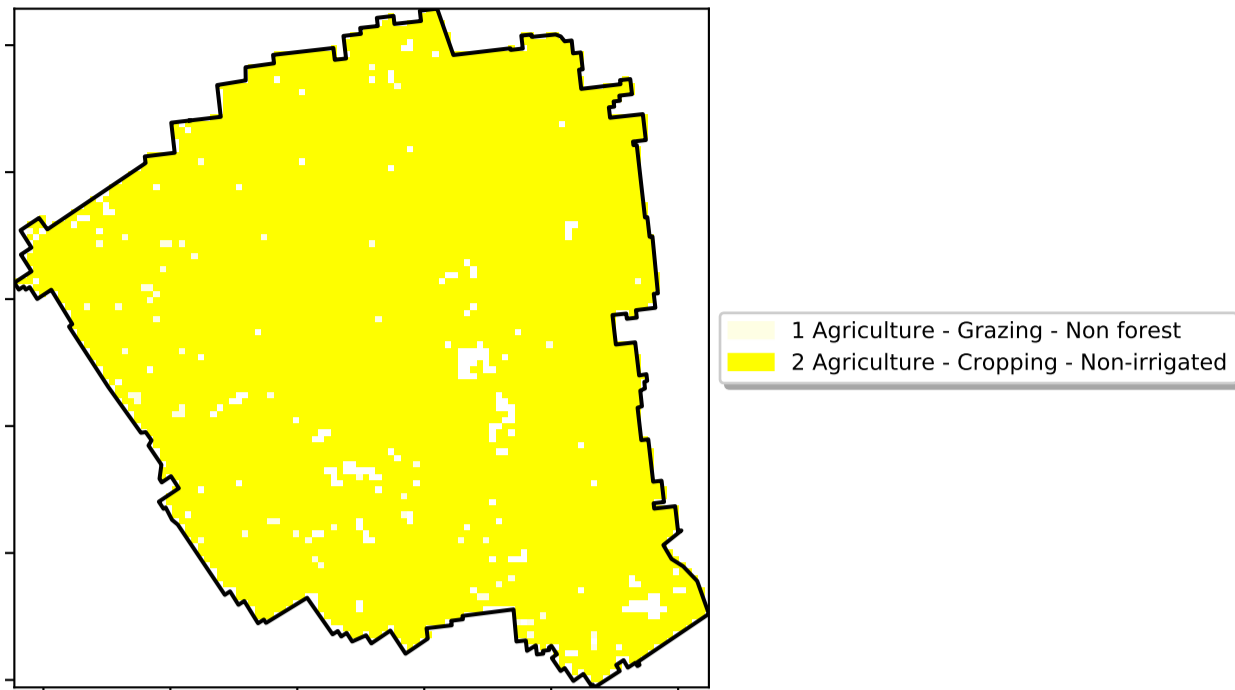 1 Agriculture - Grazing - Non forest
2 Agriculture - Cropping - Non-irrigated